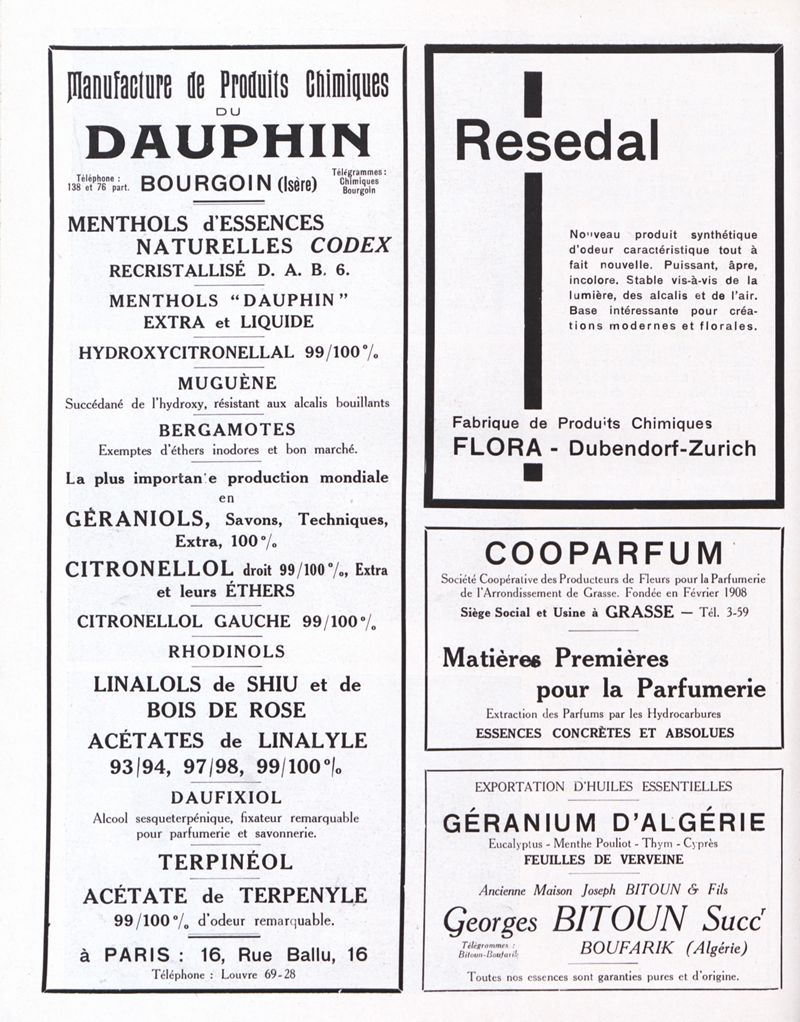 Manufacture de Produits Chimiques
DU
DAUPHIN
Téléphone :
138 et 76 part.
BOURGOIN (Isère)
Télégrammes :
Chimiques
Bourgoin
MENTHOLS d'ESSENCES
NATURELLES CODEX
RECRISTALLISÉ D. A. B. 6.
MENTHOLS "DAUPHIN"
EXTRA et LIQUIDE
HYDROXYCITRONELLAL 99/100%
MUGUÈNE
Succédané de l'hydroxy, résistant aux alcalis bouillants
BERGAMOTES
Exemptes d'éthers inodores et bon marché.
La plus importante production mondiale
en
GÉRANIOLS, Savons, Techniques,
Extra, 100%
CITRONELLOL droit 99/100%, Extra
et leurs ÉTHERS
CITRONELLOL GAUCHE 99/100%
RHODINOLS
LINALOLS de SHIU et de
BOIS DE ROSE
ACÉTATES de LINALYLE
93/94, 97/98, 99/100%
DAUFIXIOL
Alcool sesqueterpénique, fixateur remarquable
pour parfumerie et savonnerie.
TERPINÉOL
ACÉTATE de TERPENYLE
99/100% d'odeur remarquable.
à PARIS : 16, Rue Ballu, 16
Téléphone : Louvre 69-28
Resedal
Nouveau produit synthétique
d'odeur caractéristique tout à
fait nouvelle. Puissant, âpre,
incolore. Stable vis-à-vis de la
lumière, des alcalis et de l'air.
Base intéressante pour créa-
tions modernes et florales.
Fabrique de Produits Chimiques
FLORA - Dubendorf-Zurich
COOPARFUM
Société Coopérative des Producteurs de Fleurs pour la Parfumerie
de l'Arrondissement de Grasse. Fondée en Février 1908
Siège Social et Usine à GRASSE — Tél. 3-59
Matières Premières
pour la Parfumerie
Extraction des Parfums par les Hydrocarbures
ESSENCES CONCRÈTES ET ABSOLUES
EXPORTATION D'HUILES ESSENTIELLES
GÉRANIUM D'ALGÉRIE
Eucalyptus - Menthe Pouliot - Thym - Cyprès
FEUILLES DE VERVEINE
Ancienne Maison Joseph BITOUN & Fils
Georges BITOUN Succr
Télégrammes :
Bitoun-Boufarik
BOUFARIK (Algérie)
Toutes nos essences sont garanties pures et d'origine.